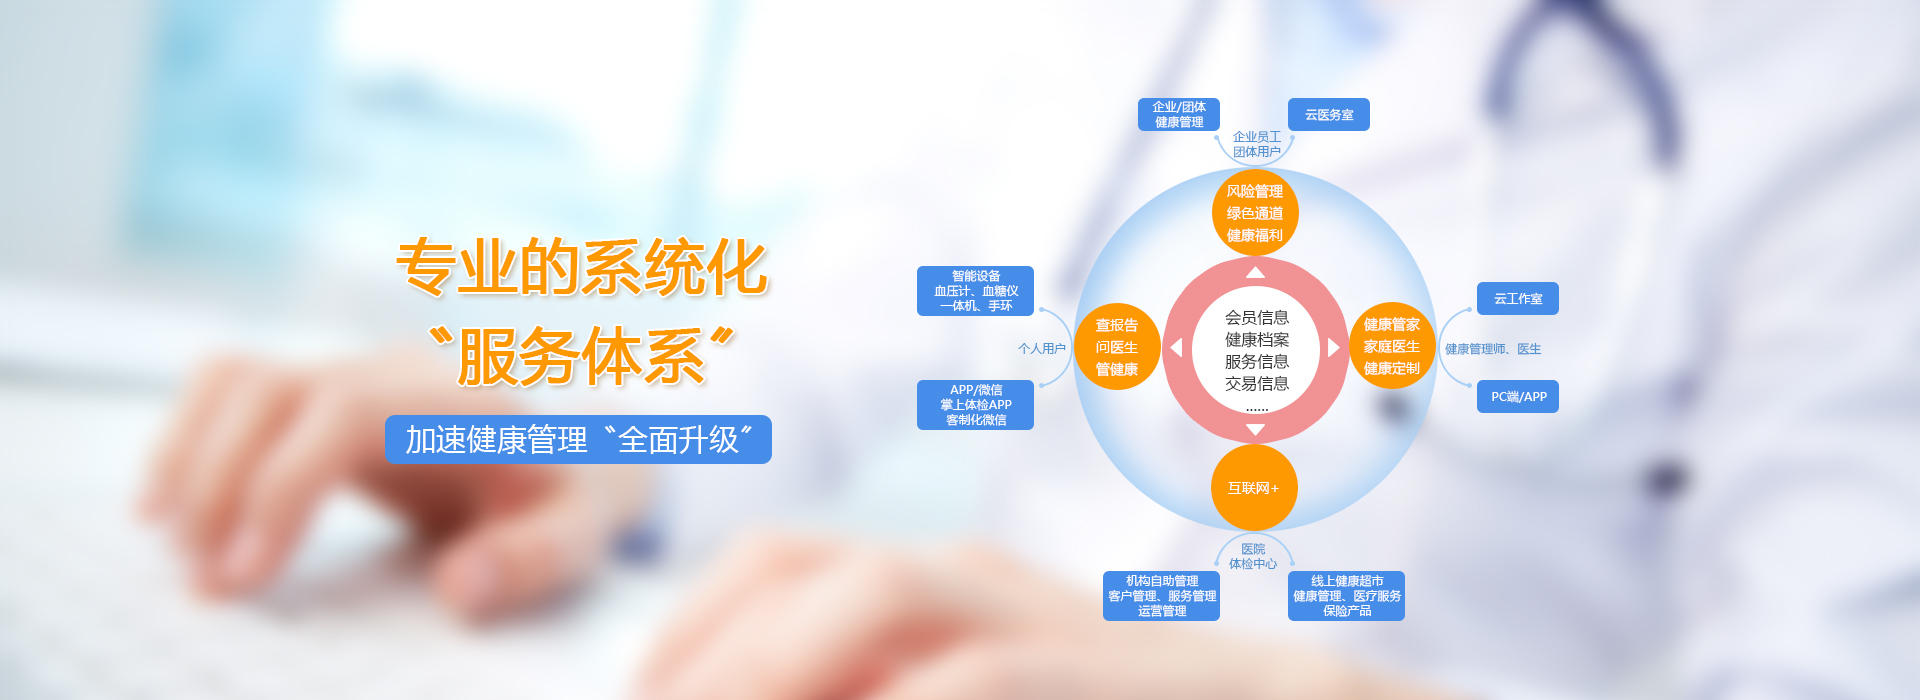 专业的系统化
〝服务体系〞
加速健康管理〝全面升级〞
企业/团体
健康管理
云医务室
企业员工
团体用户
风险管理
绿色通道
健康福利
智能设备
血压计、血糖仪
一体机、手环
个人用户
APP/微信
掌上体检APP
客制化微信
查报告
问医生
管健康
会员信息
健康档案
服务信息
交易信息
......
健康管家
家庭医生
健康定制
健康管理师、医生
云工作室
PC端/APP
互联网+
医院
体检中心
机构自助管理
客户管理、服务管理
运营管理
线上健康超市
健康管理、医疗服务
保险产品